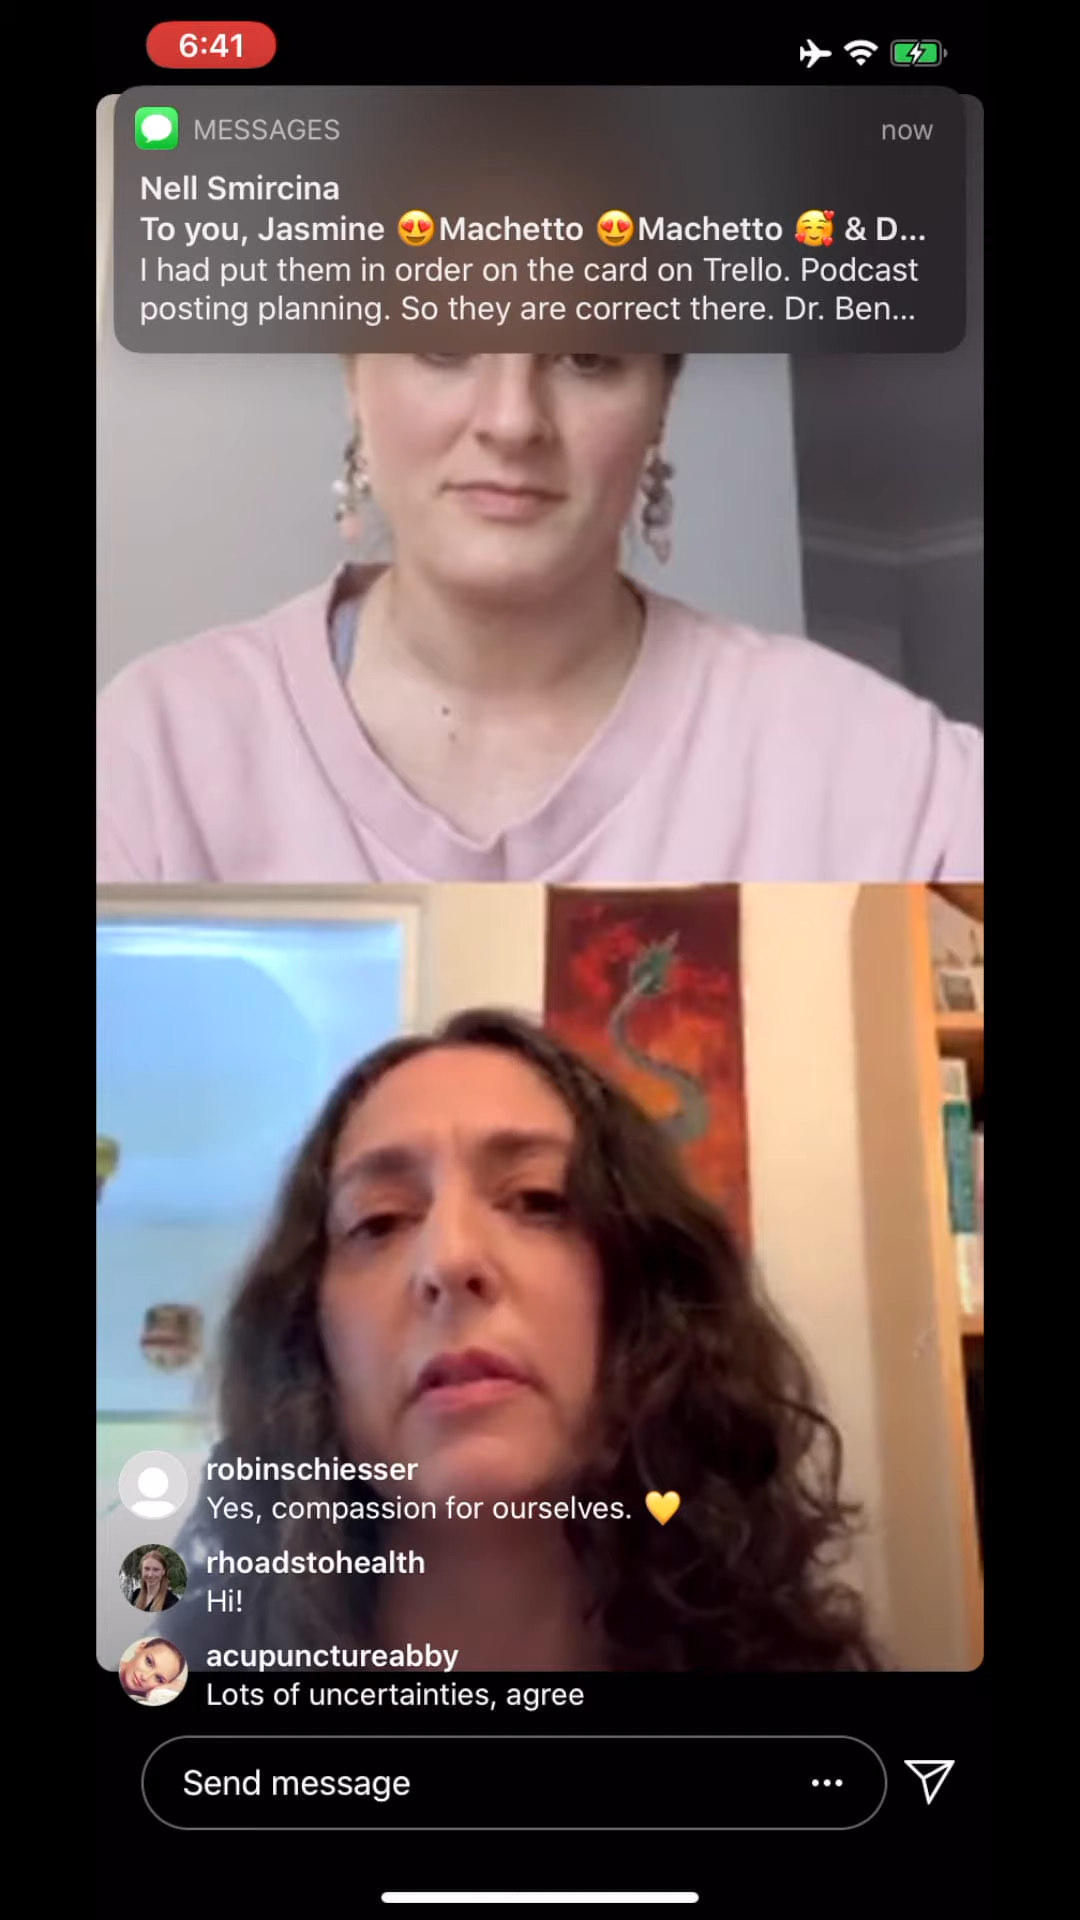 6:41
MESSAGES
now
Nell Smircina
To you, Jasmine 😍Machetto 😍Machetto 🥰 & D...
I had put them in order on the card on Trello. Podcast
posting planning. So they are correct there. Dr. Ben...
robinschiesser
Yes, compassion for ourselves. 💛
rhoadstohealth
Hi!
acupunctureabby
Lots of uncertainties, agree
Send message